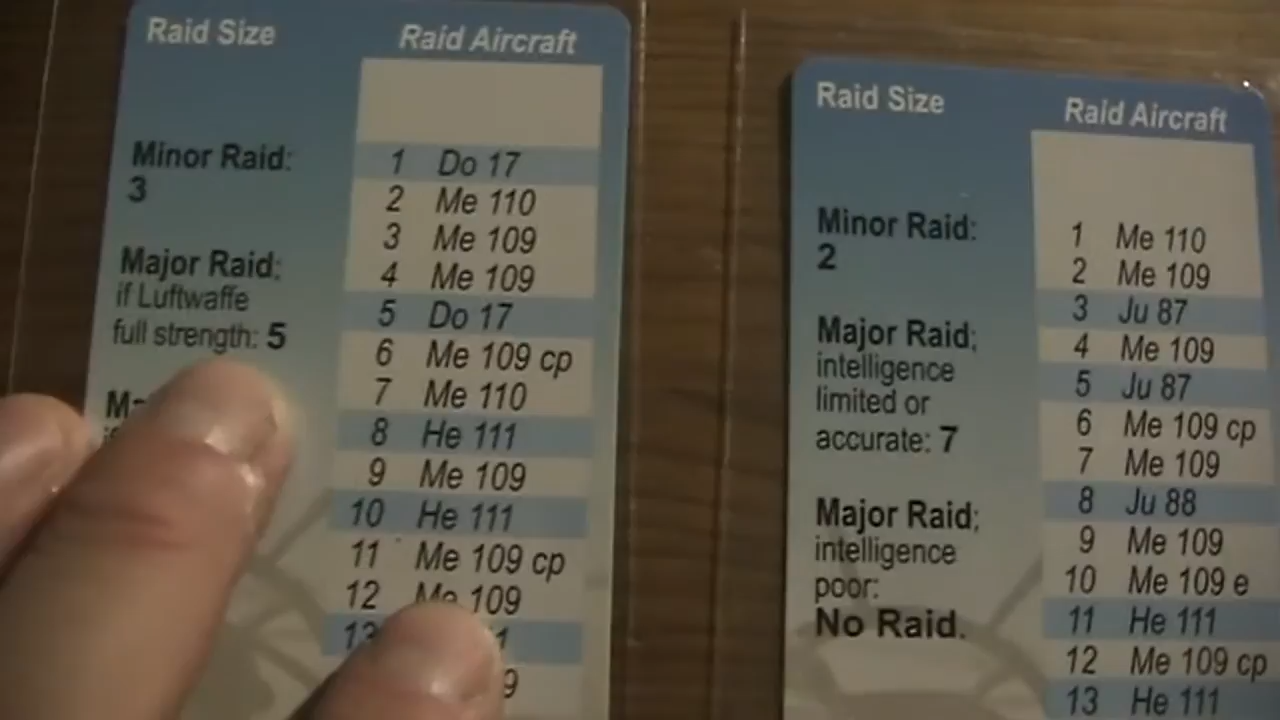 Raid Size
Raid Aircraft
Minor Raid:
3
Major Raid:
if Luftwaffe
full strength: 5
1 Do 17
2 Me 110
3 Me 109
4 Me 109
5 Do 17
6 Me 109 cp
7 Me 110
8 He 111
9 Me 109
10 He 111
11 Me 109 cp
12 Me 109
13
Raid Size
Raid Aircraft
Minor Raid:
2
Major Raid;
intelligence
limited or
accurate: 7
Major Raid;
intelligence
poor:
No Raid.
1 Me 110
2 Me 109
3 Ju 87
4 Me 109
5 Ju 87
6 Me 109 cp
7 Me 109
8 Ju 88
9 Me 109
10 Me 109 e
11 He 111
12 Me 109 cp
13 He 111